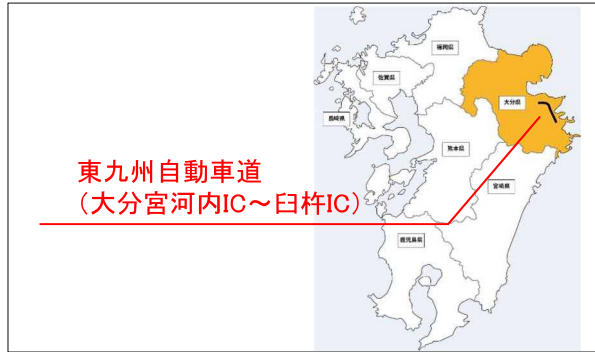 福岡県
佐賀県
大分県
長崎県
熊本県
東九州自動車道
宮崎県
(大分宮河内IC～臼杵IC)
鹿児島県